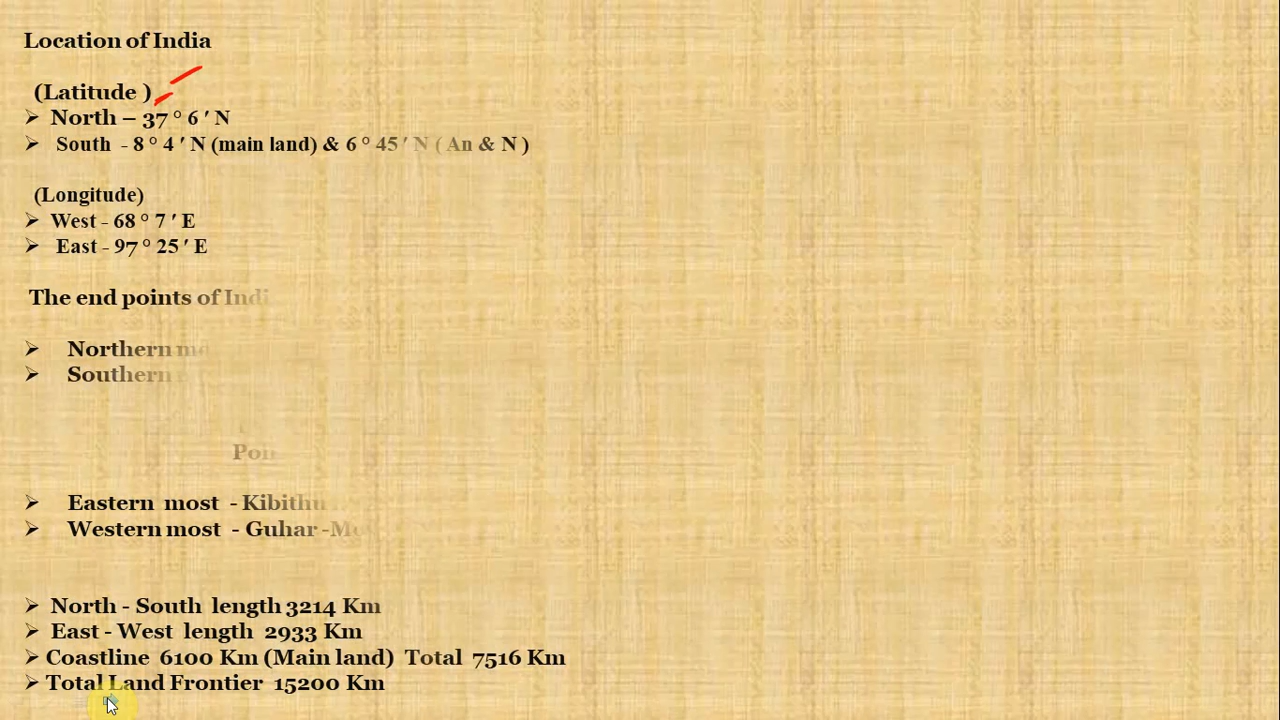 Location of India
(Latitude )
➢ North – 37 ° 6 ′ N
➢ South - 8 ° 4 ′ N (main land) & 6 ° 45 ′ N ( An & N )
(Longitude)
➢ West - 68 ° 7 ′ E
➢ East - 97 ° 25 ′ E
The end points of
➢ Northern
➢ Southern
➢ Eastern most - Kibithu
➢ Western most - Guhar -
➢ North - South length 3214 Km
➢ East - West length 2933 Km
➢ Coastline 6100 Km (Main land) Total 7516 Km
➢ Total Land Frontier 15200 Km